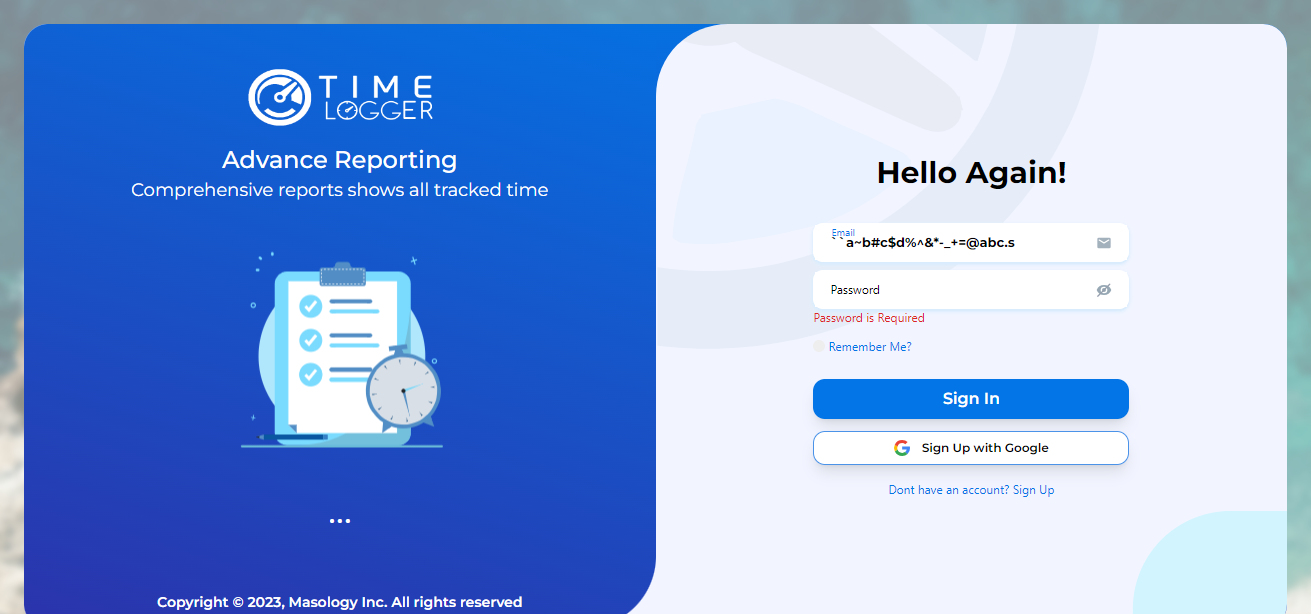 TIME
LOGGER
Advance Reporting
Comprehensive reports shows all tracked time
Copyright © 2023, Masology Inc. All rights reserved
Hello Again!
Email
``a~b#c$d%^&*-_+=@abc.s
Password
Password is Required
Remember Me?
Sign In
Sign Up with Google
Dont have an account? Sign Up